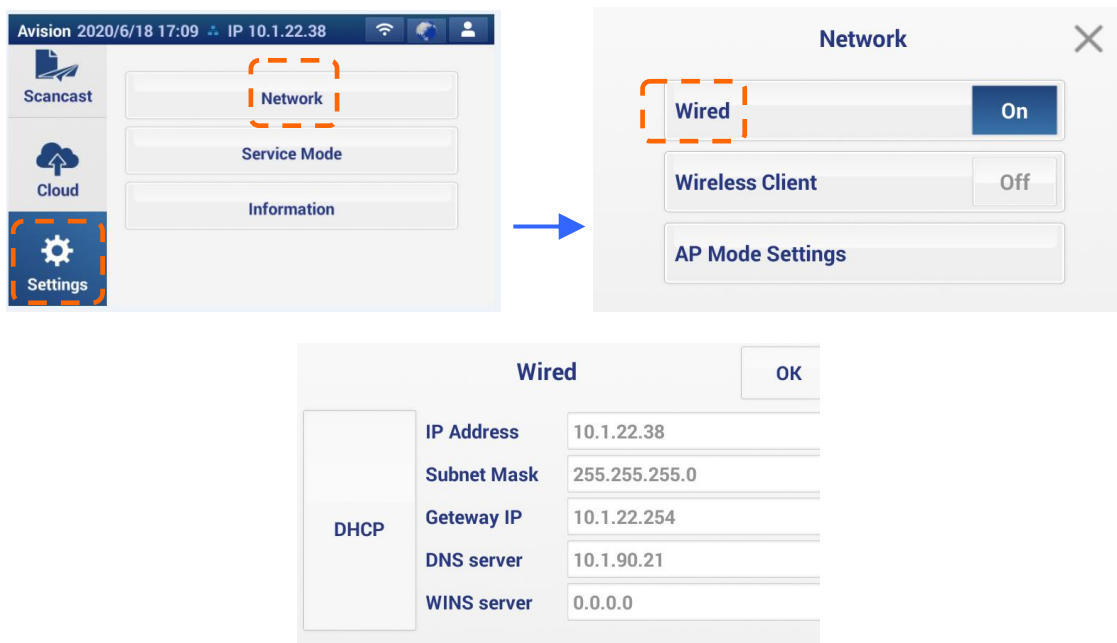 Avision 2020/6/18 17:09 IP 10.1.22.38
Scancast
Cloud
Settings
Network
Service Mode
Information
Network
Wired On
Wireless Client Off
AP Mode Settings
Wired OK
DHCP
IP Address 10.1.22.38
Subnet Mask 255.255.255.0
Geteway IP 10.1.22.254
DNS server 10.1.90.21
WINS server 0.0.0.0